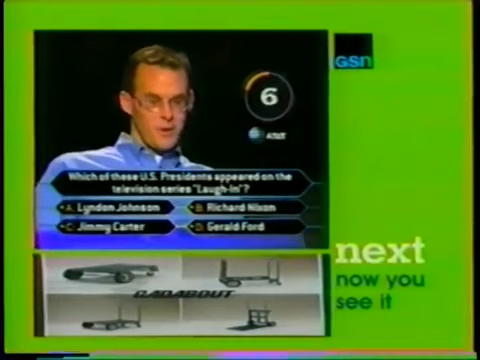 GSN
6
AT&T
Which of these U.S. Presidents appeared on the
television series "Laugh-In"?
A: Lyndon Johnson
B: Richard Nixon
C: Jimmy Carter
D: Gerald Ford
GADABOUT
next
now you
see it